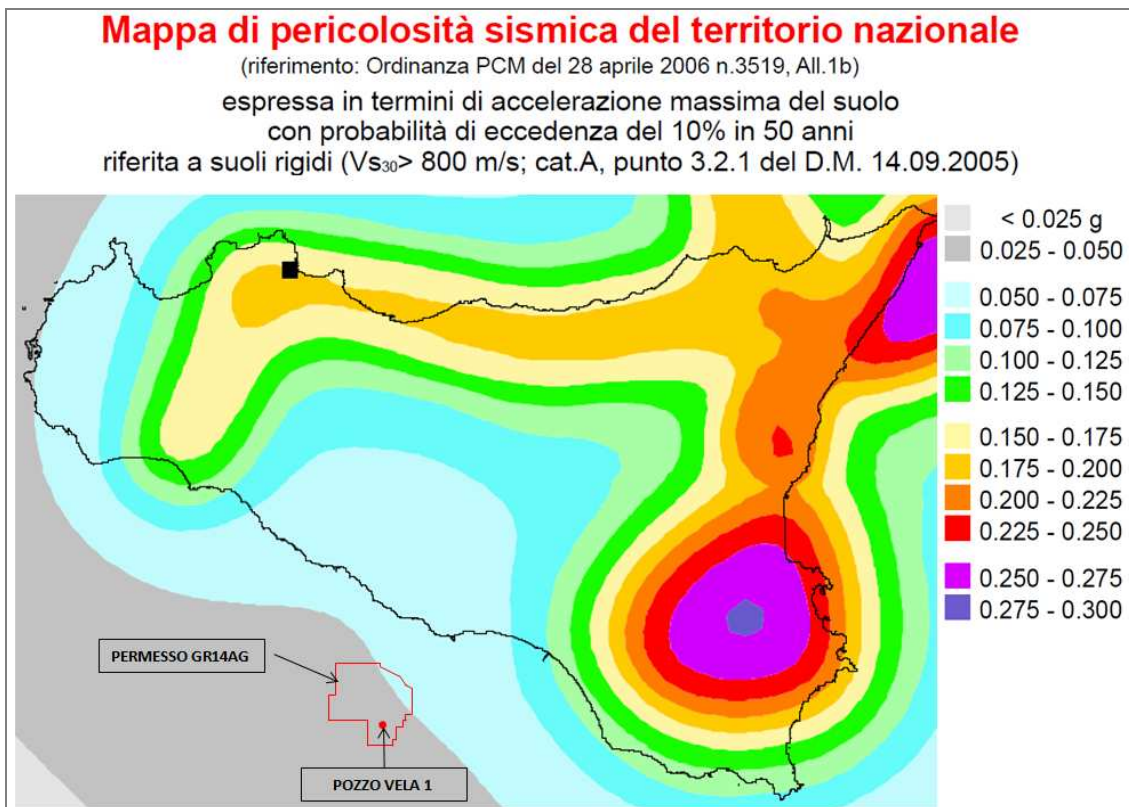 Mappa di pericolosità sismica del territorio nazionale
(riferimento: Ordinanza PCM del 28 aprile 2006 n.3519, All.1b)
espressa in termini di accelerazione massima del suolo
con probabilità di eccedenza del 10% in 50 anni
riferita a suoli rigidi (Vs30> 800 m/s; cat.A, punto 3.2.1 del D.M. 14.09.2005)
< 0.025 g
0.025 - 0.050
0.050 - 0.075
0.075 - 0.100
0.100 - 0.125
0.125 - 0.150
0.150 - 0.175
0.175 - 0.200
0.200 - 0.225
0.225 - 0.250
0.250 - 0.275
0.275 - 0.300
PERMESSO GR14AG
POZZO VELA 1